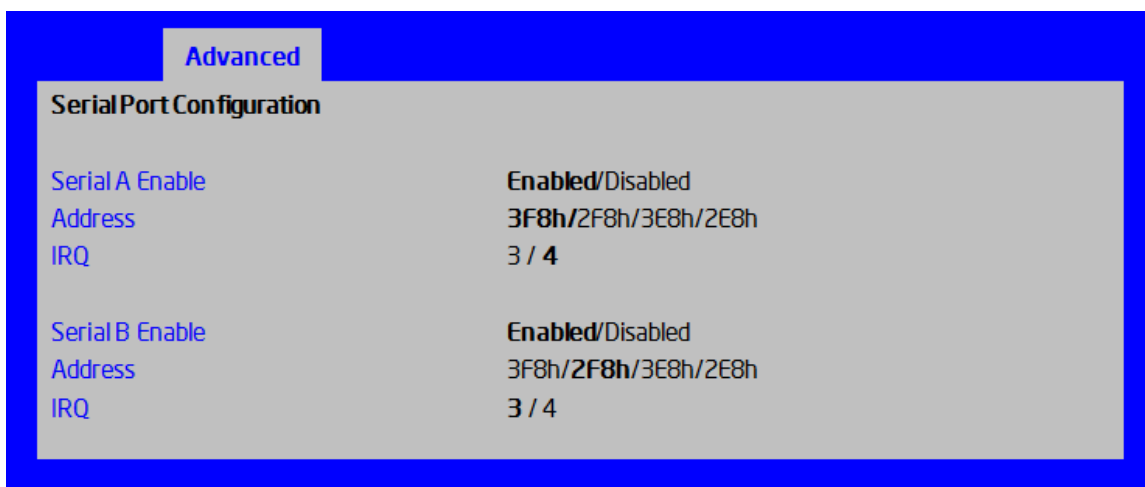 Advanced
Serial Port Configuration
Serial A Enable Enabled/Disabled
Address 3F8h/2F8h/3E8h/2E8h
IRQ 3 / 4
Serial B Enable Enabled/Disabled
Address 3F8h/2F8h/3E8h/2E8h
IRQ 3 / 4